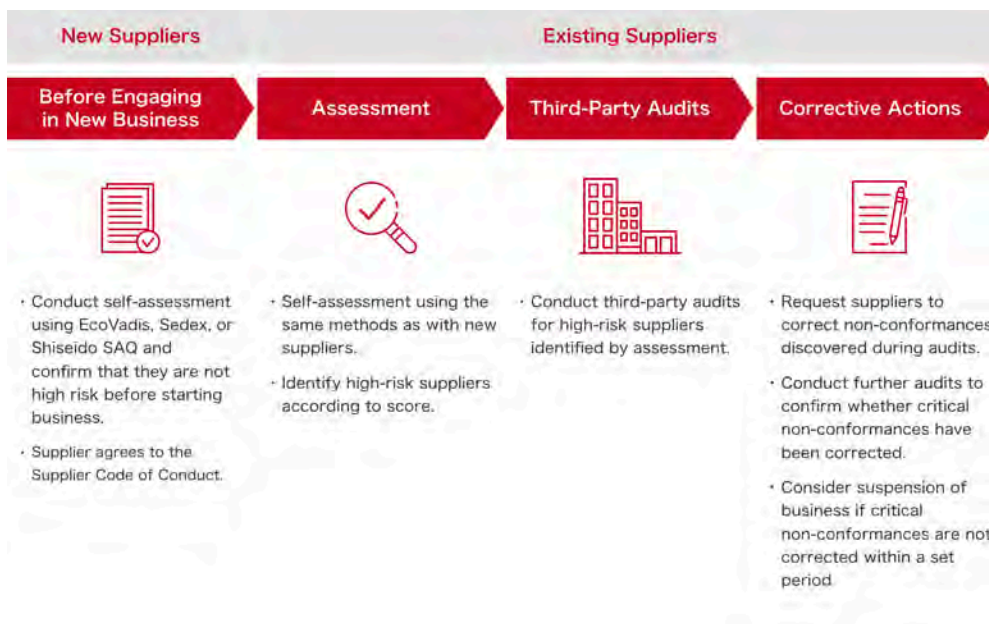 New Suppliers
Existing Suppliers
Before Engaging
in New Business
Assessment
Third-Party Audits
Corrective Actions
· Conduct self-assessment
using EcoVadis, Sedex, or
Shiseido SAQ and
confirm that they are not
high risk before starting
business.
· Supplier agrees to the
Supplier Code of Conduct.
· Self-assessment using the
same methods as with new
suppliers.
· Identify high-risk suppliers
according to score.
· Conduct third-party audits
for high-risk suppliers
identified by assessment.
· Request suppliers to
correct non-conformances
discovered during audits.
· Conduct further audits to
confirm whether critical
non-conformances have
been corrected.
· Consider suspension of
business if critical
non-conformances are not
corrected within a set
period